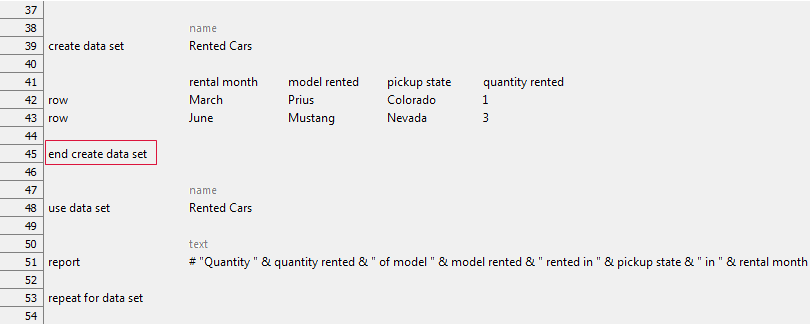 37
38 name
39 create data set Rented Cars
40
41 rental month model rented pickup state quantity rented
42 row March Prius Colorado 1
43 row June Mustang Nevada 3
44
45 end create data set
46
47 name
48 use data set Rented Cars
49
50 text
51 report # "Quantity " & quantity rented & " of model " & model rented & " rented in " & pickup state & " in " & rental month
52
53 repeat for data set
54